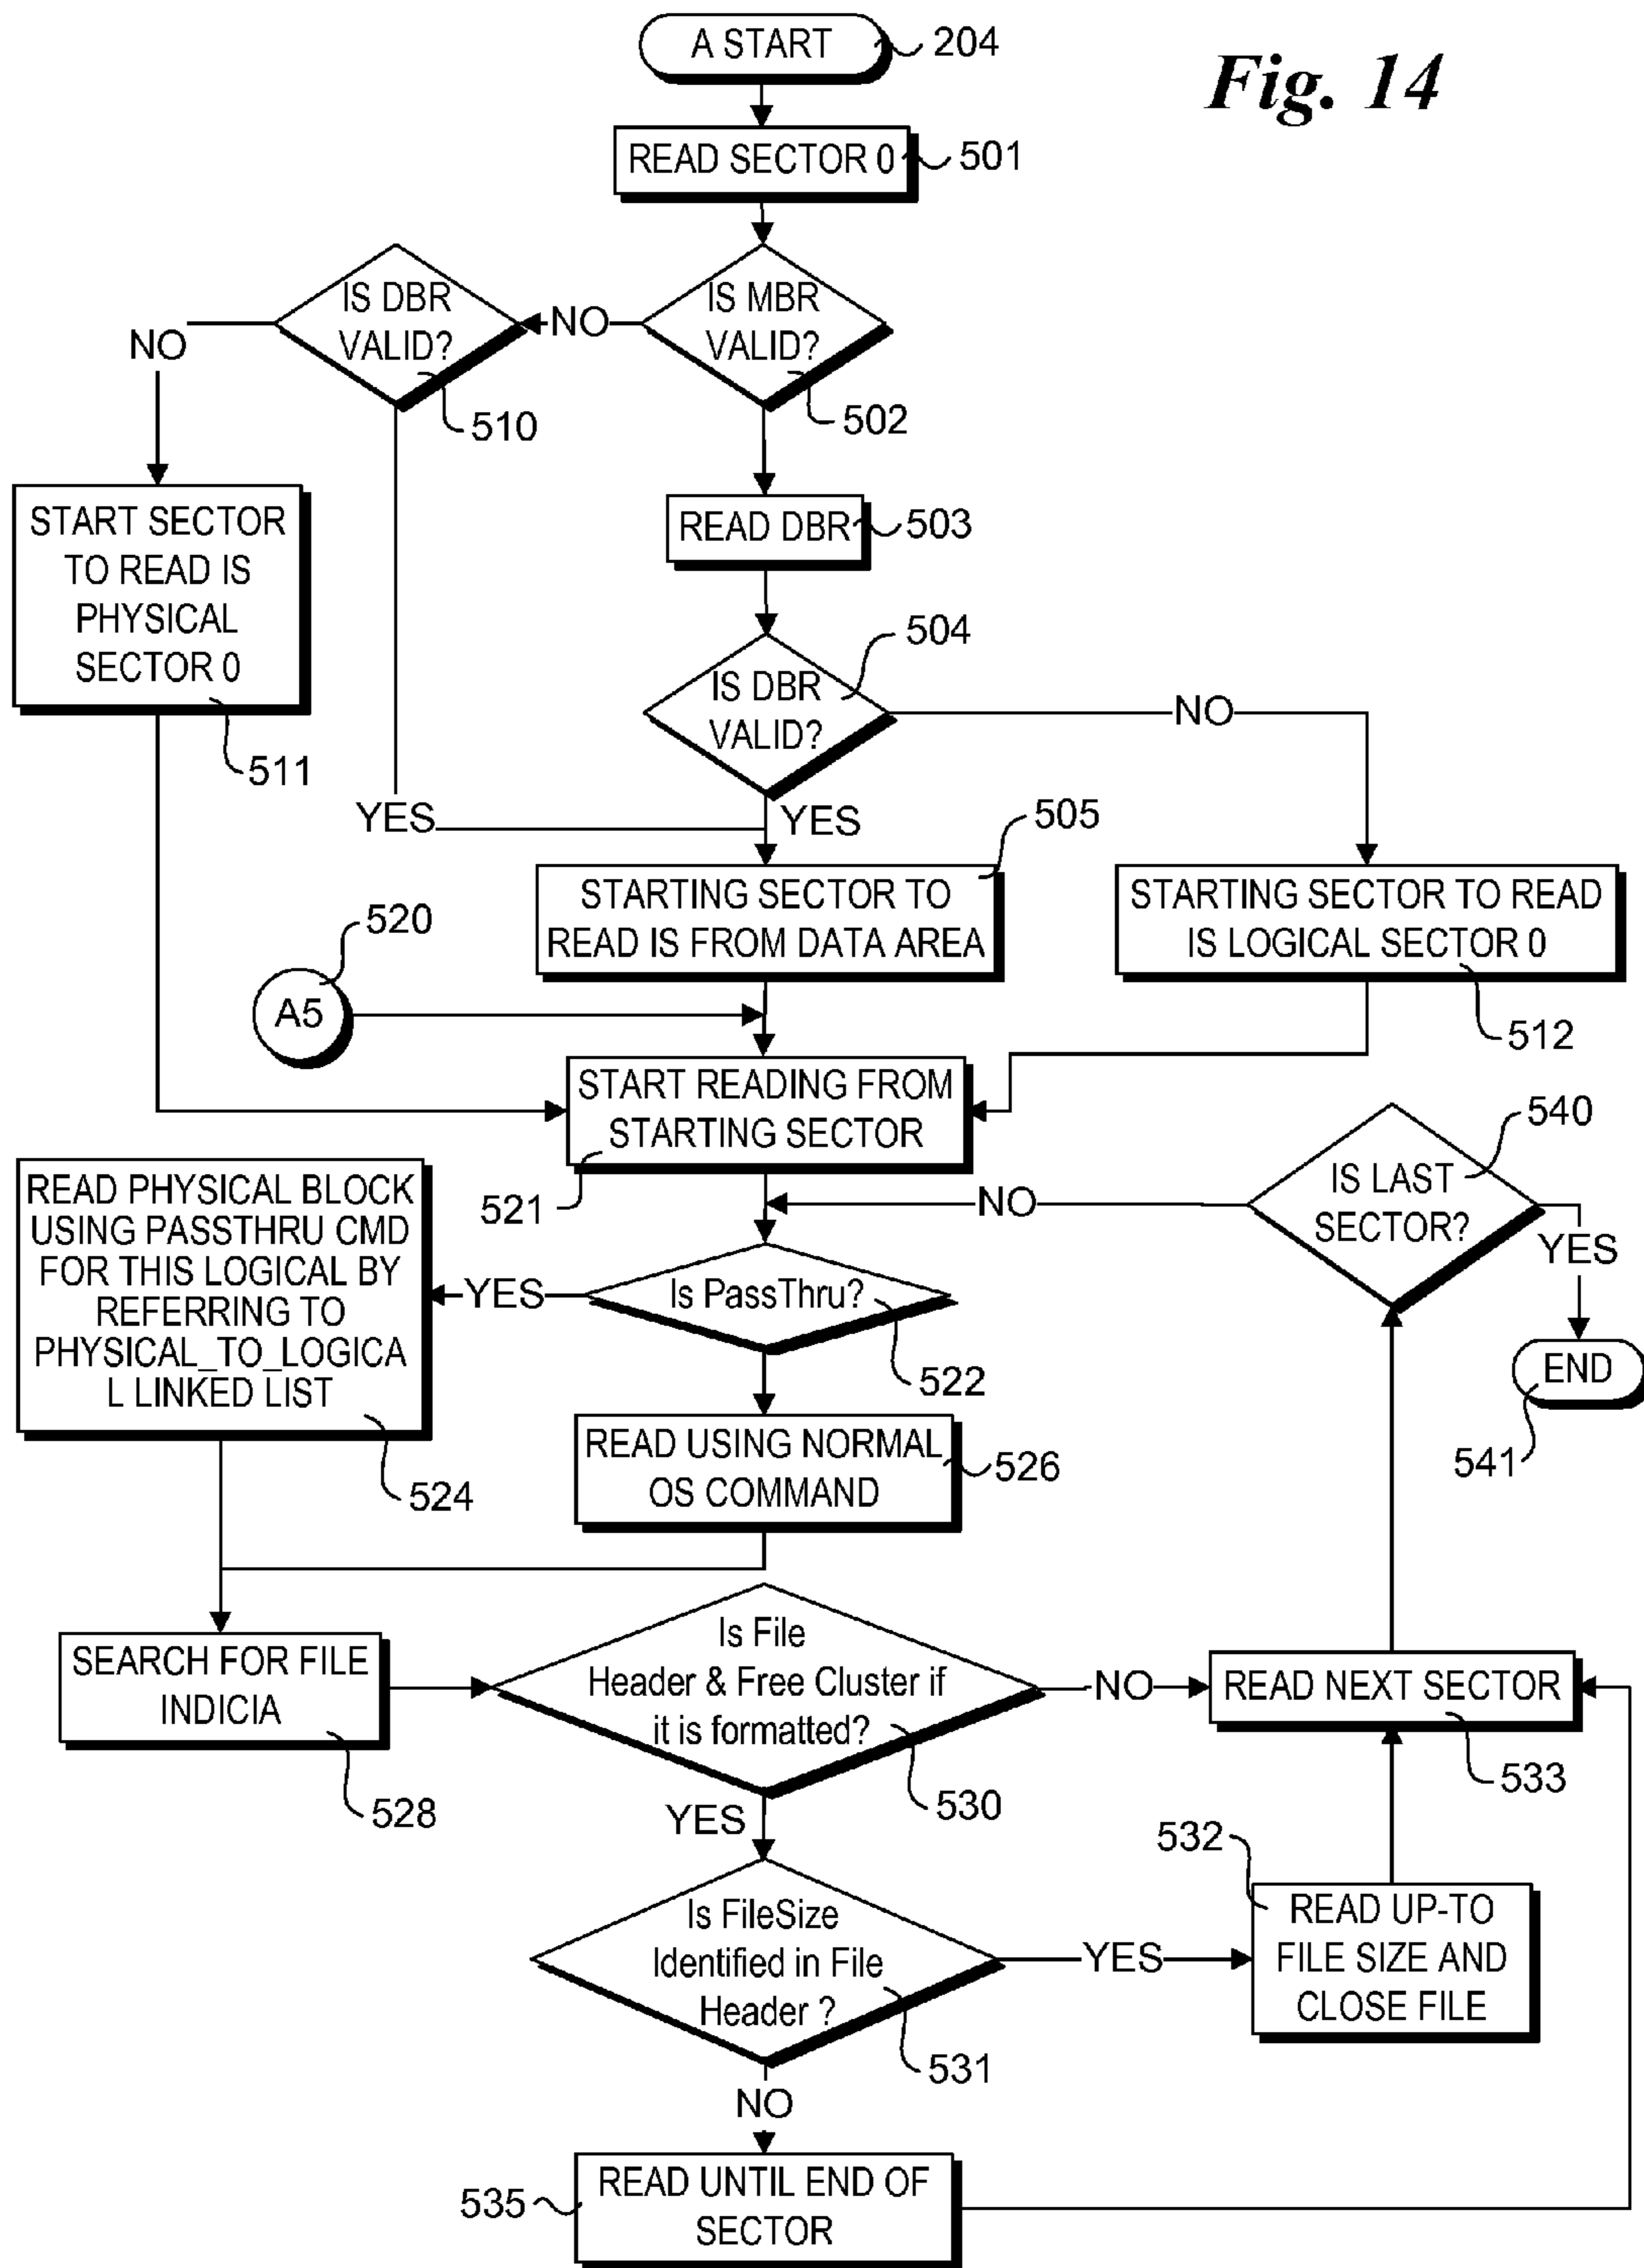 A START
204
Fig. 14
READ SECTOR 0
501
IS DBR
VALID?
NO
IS MBR
VALID?
NO
510
502
START SECTOR
TO READ IS
PHYSICAL
SECTOR 0
511
READ DBR
503
504
IS DBR
VALID?
NO
YES
YES
505
STARTING SECTOR TO
READ IS FROM DATA AREA
STARTING SECTOR TO READ
IS LOGICAL SECTOR 0
512
520
A5
START READING FROM
STARTING SECTOR
521
540
IS LAST
SECTOR?
NO
YES
END
541
READ PHYSICAL BLOCK
USING PASSTHRU CMD
FOR THIS LOGICAL BY
REFERRING TO
PHYSICAL_TO_LOGICA
L LINKED LIST
524
YES
Is PassThru?
522
READ USING NORMAL
OS COMMAND
526
SEARCH FOR FILE
INDICIA
528
Is File
Header & Free Cluster if
it is formatted?
530
NO
READ NEXT SECTOR
533
YES
Is FileSize
Identified in File
Header ?
531
YES
532
READ UP-TO
FILE SIZE AND
CLOSE FILE
NO
535
READ UNTIL END OF
SECTOR